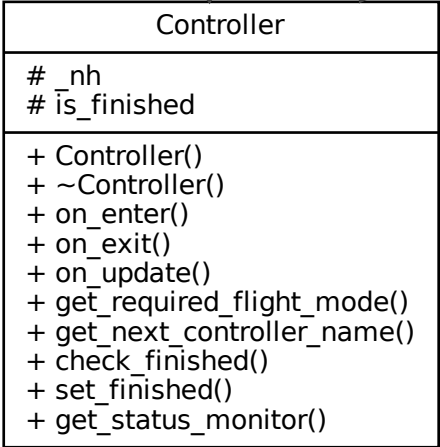 Controller
# _nh
# is_finished
+ Controller()
+ ~Controller()
+ on_enter()
+ on_exit()
+ on_update()
+ get_required_flight_mode()
+ get_next_controller_name()
+ check_finished()
+ set_finished()
+ get_status_monitor()